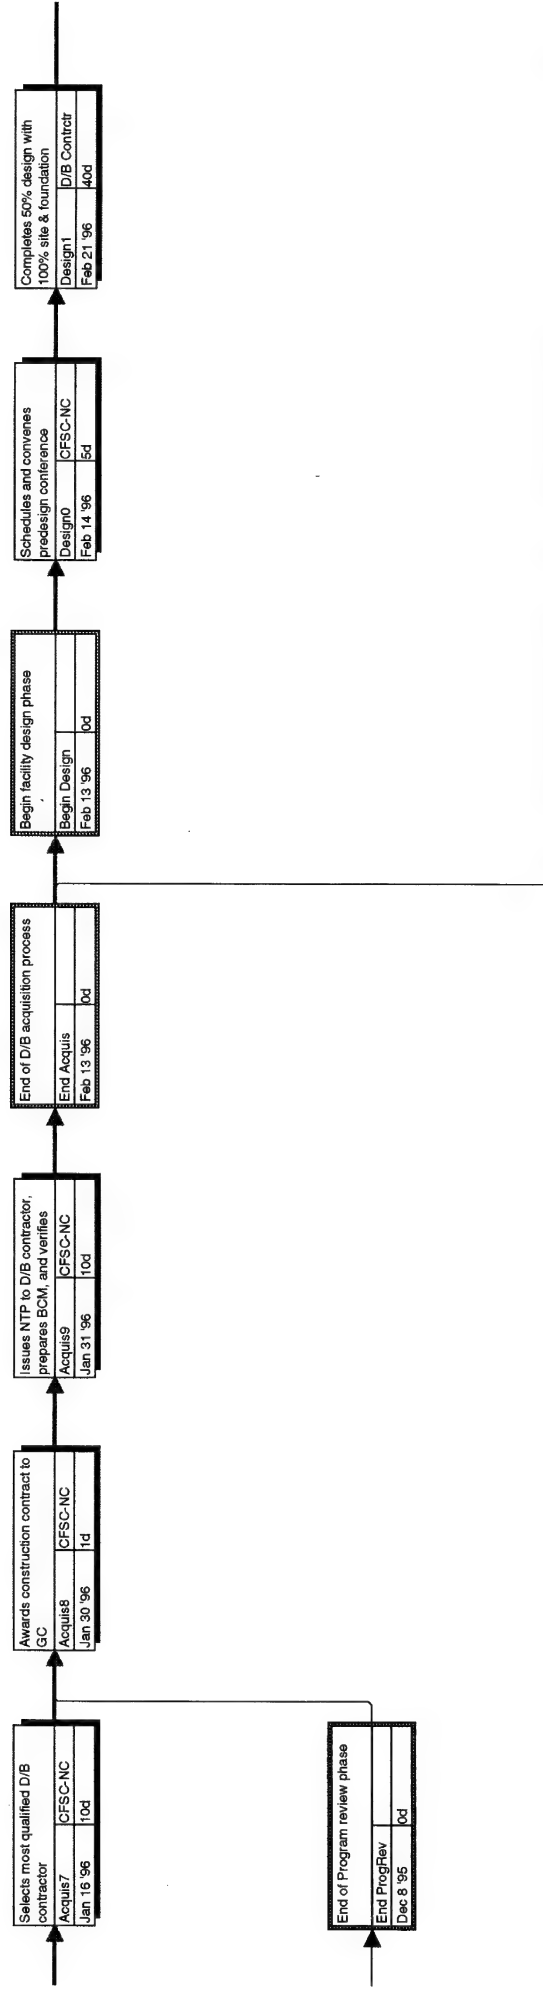 Selects most qualified D/B
contractor
Acquis7 CFSC-NC
Jan 16 '96 10d
Awards construction contract to
GC
Acquis8 CFSC-NC
Jan 30 '96 1d
Issues NTP to D/B contractor,
prepares BCM, and verifies
Acquis9 CFSC-NC
Jan 31 '96 10d
End of D/B acquisition process
End Acquis
Feb 13 '96 0d
Begin facility design phase
Begin Design
Feb 13 '96 0d
Schedules and convenes
predesign conference
Design0 CFSC-NC
Feb 14 '96 5d
Completes 50% design with
100% site & foundation
Design1 D/B Contrctr
Feb 21 '96 40d
End of Program review phase
End ProgRev
Dec 8 '95 0d